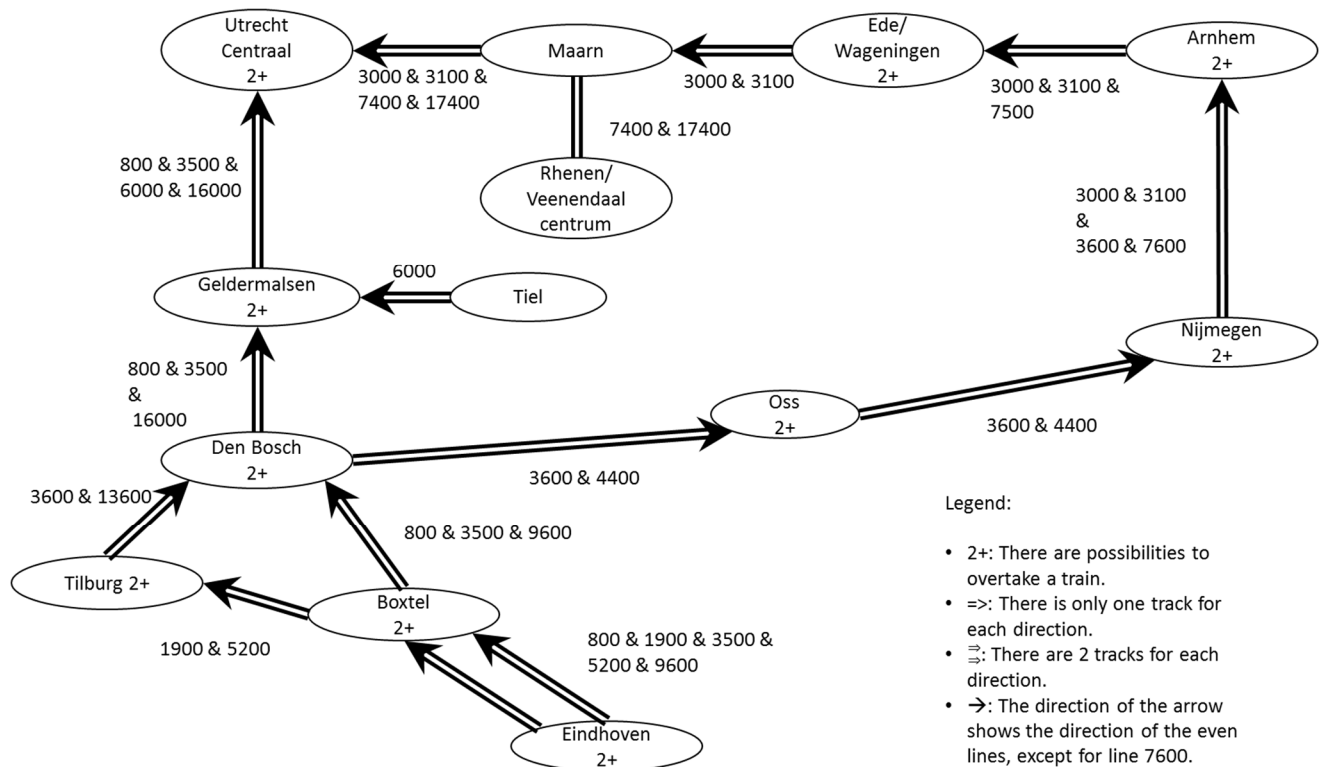 Utrecht
Centraal
2+
Maarn
Ede/
Wageningen
2+
Arnhem
2+
3000 & 3100 &
7400 & 17400
3000 & 3100
3000 & 3100 &
7500
7400 & 17400
800 & 3500 &
6000 & 16000
Rhenen/
Veenendaal
centrum
3000 & 3100
&
3600 & 7600
Geldermalsen
2+
6000
Tiel
Nijmegen
2+
800 & 3500
&
16000
Oss
2+
3600 & 4400
Den Bosch
2+
3600 & 4400
3600 & 13600
800 & 3500 & 9600
Tilburg 2+
Boxtel
2+
1900 & 5200
800 & 1900 & 3500 &
5200 & 9600
Eindhoven
2+
Legend:
• 2+: There are possibilities to
overtake a train.
• =>: There is only one track for
each direction.
• ⇉: There are 2 tracks for each
direction.
• →: The direction of the arrow
shows the direction of the even
lines, except for line 7600.